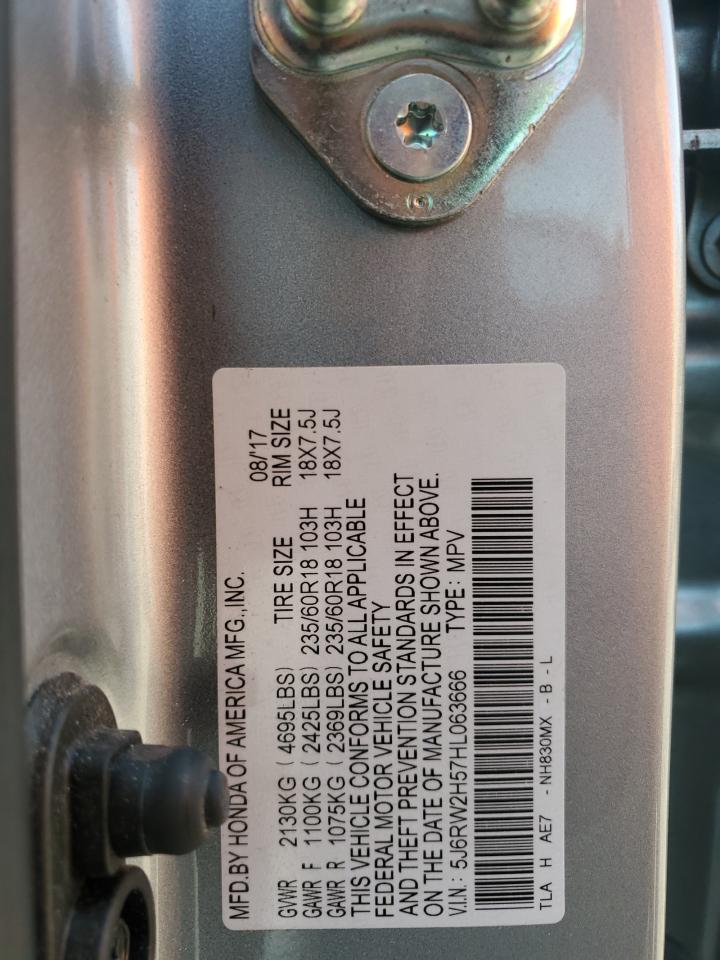 MFD.BY HONDA OF AMERICA MFG.,INC. 08/'17
GVWR 2130KG (4695LBS) TIRE SIZE RIM SIZE
GAWR F 1100KG (2425LBS) 235/60R18 103H 18X7.5J
GAWR R 1075KG (2369LBS) 235/60R18 103H 18X7.5J
THIS VEHICLE CONFORMS TO ALL APPLICABLE
FEDERAL MOTOR VEHICLE SAFETY
AND THEFT PREVENTION STANDARDS IN EFFECT
ON THE DATE OF MANUFACTURE SHOWN ABOVE.
V.I.N.: 5J6RW2H57HL063666 TYPE: MPV
TLA H AE7 - NH830MX - B - L